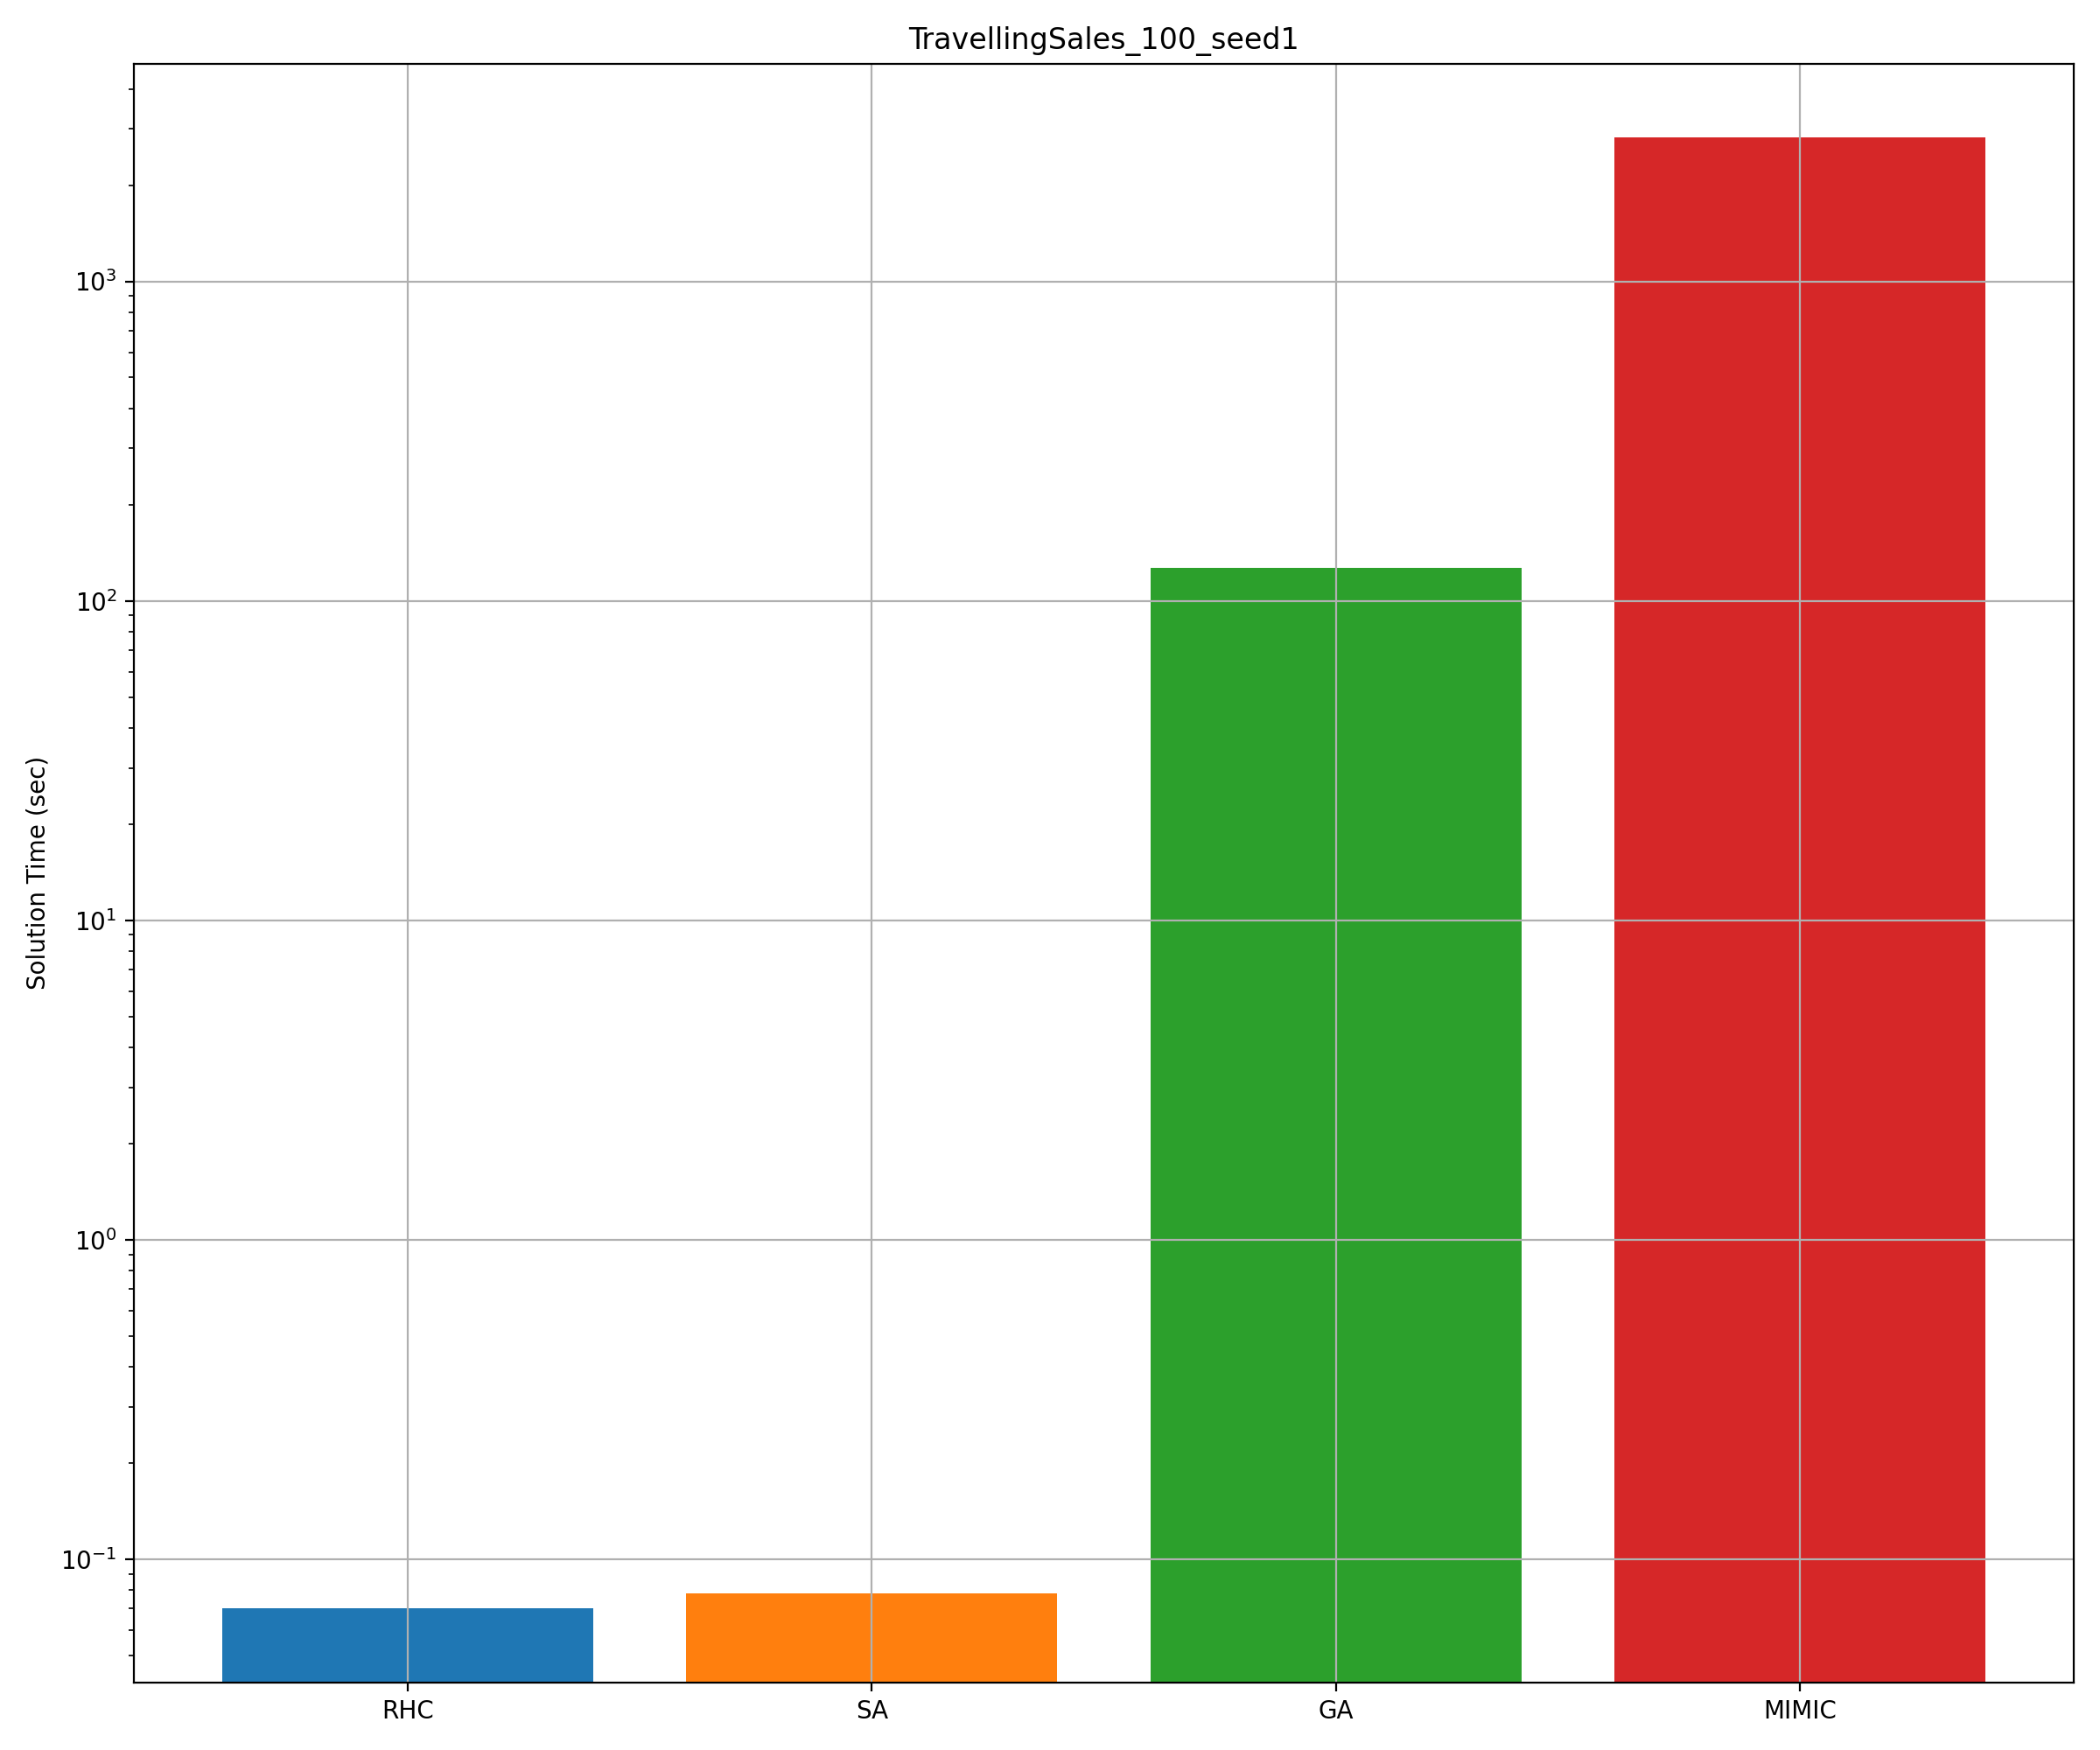 TravellingSales_100_seed1
Solution Time (sec)
10³
10²
10¹
10⁰
10⁻¹
RHC SA GA MIMIC